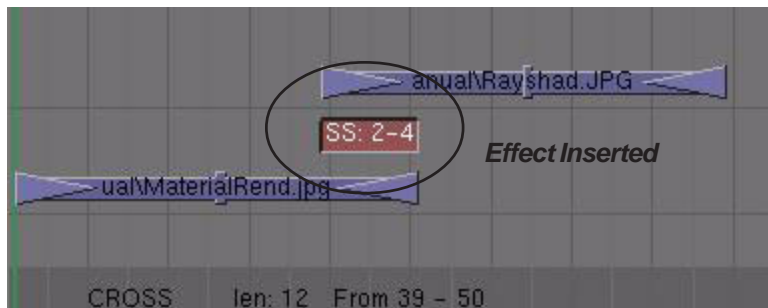 anual\Rayshad.JPG
SS: 2-4
Effect Inserted
ual\MaterialRend.jpg
CROSS len: 12 From 39 - 50